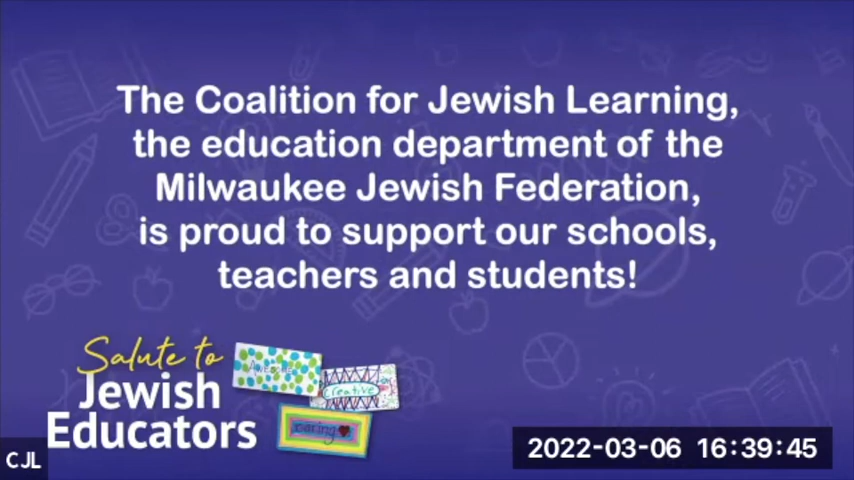 The Coalition for Jewish Learning,
the education department of the
Milwaukee Jewish Federation,
is proud to support our schools,
teachers and students!
Salute to
Jewish
Educators
Awesome
creative
caring
CJL
2022-03-06 16:39:45